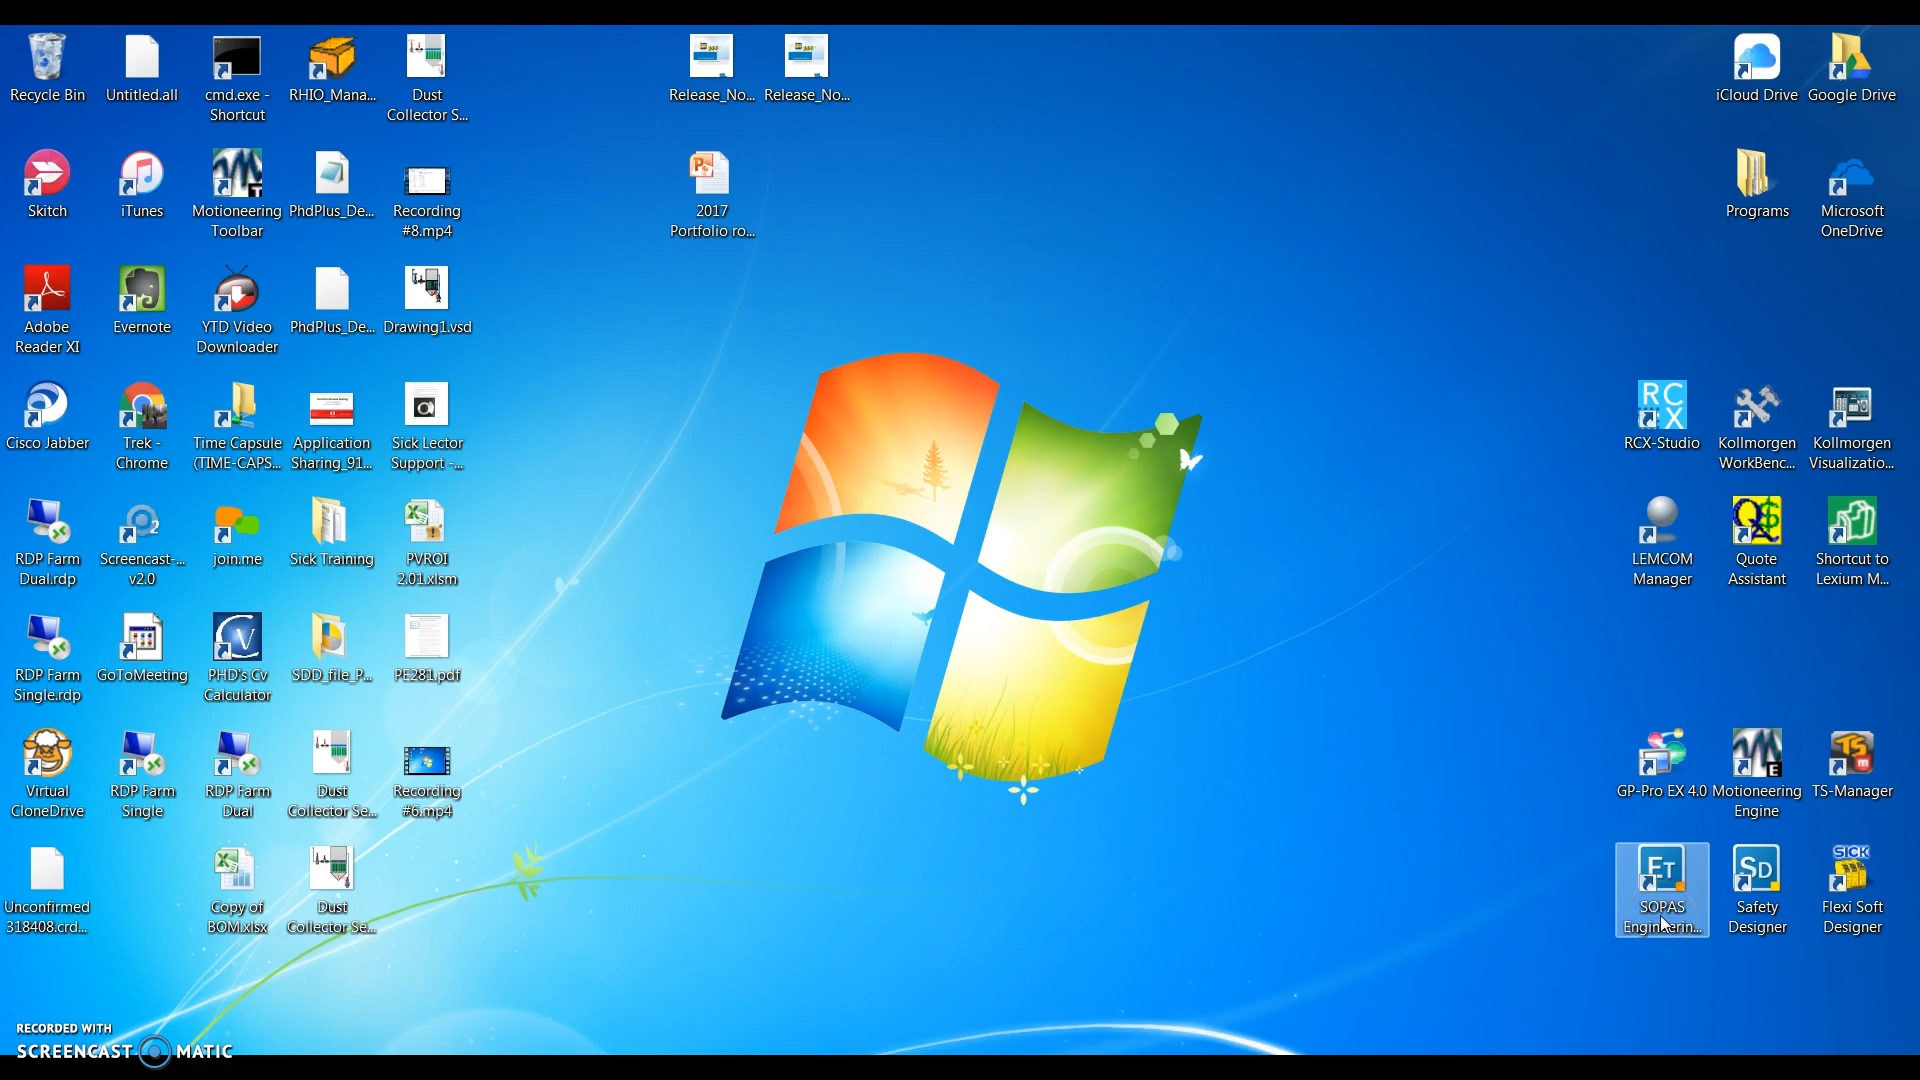 Recycle Bin
Untitled.all
cmd.exe -
Shortcut
RHIO_Mana...
Dust
Collector S...
Release_No...
Release_No...
iCloud Drive
Google Drive
Skitch
iTunes
Motioneering
Toolbar
PhdPlus_De...
Recording
#8.mp4
2017
Portfolio ro...
Programs
Microsoft
OneDrive
Adobe
Reader XI
Evernote
YTD Video
Downloader
PhdPlus_De...
Drawing1.vsd
Cisco Jabber
Trek -
Chrome
Time Capsule
(TIME-CAPS...
Application
Sharing_91...
Sick Lector
Support -...
RC
X
RCX-Studio
Kollmorgen
WorkBenc...
Kollmorgen
Visualizatio...
RDP Farm
Dual.rdp
2
Screencast-...
v2.0
join.me
Sick Training
PVROI
2.01.xlsm
LEMCOM
Manager
Quote
Assistant
Shortcut to
Lexium M...
RDP Farm
Single.rdp
GoToMeeting
PHD's Cv
Calculator
SDD_file_P...
PE281.pdf
Virtual
CloneDrive
RDP Farm
Single
RDP Farm
Dual
Dust
Collector Se...
Recording
#6.mp4
GP-Pro EX 4.0
E
Motioneering
Engine
TS
TS-Manager
Unconfirmed
318408.crd...
Copy of
BOM.xlsx
Dust
Collector Se...
ET
SOPAS
Engineerin...
SD
Safety
Designer
SICK
Flexi Soft
Designer
RECORDED WITH
SCREENCAST MATIC